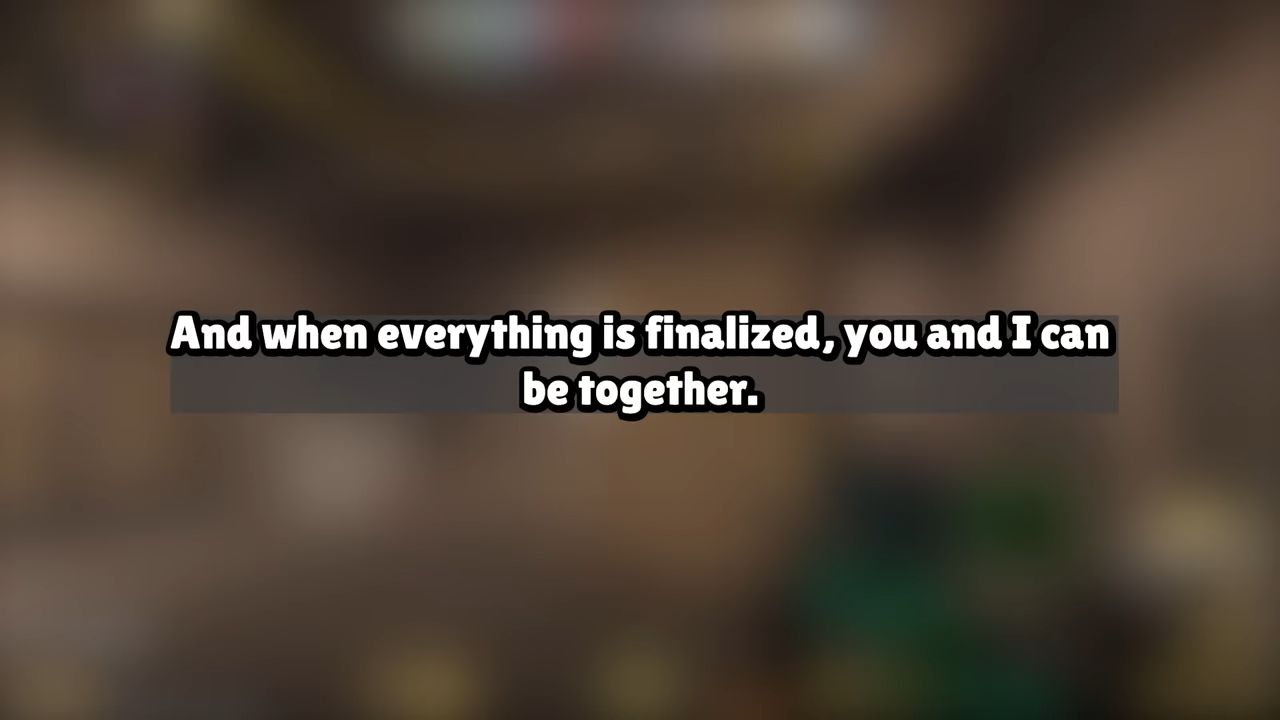 And when everything is finalized, you and I can
be together.